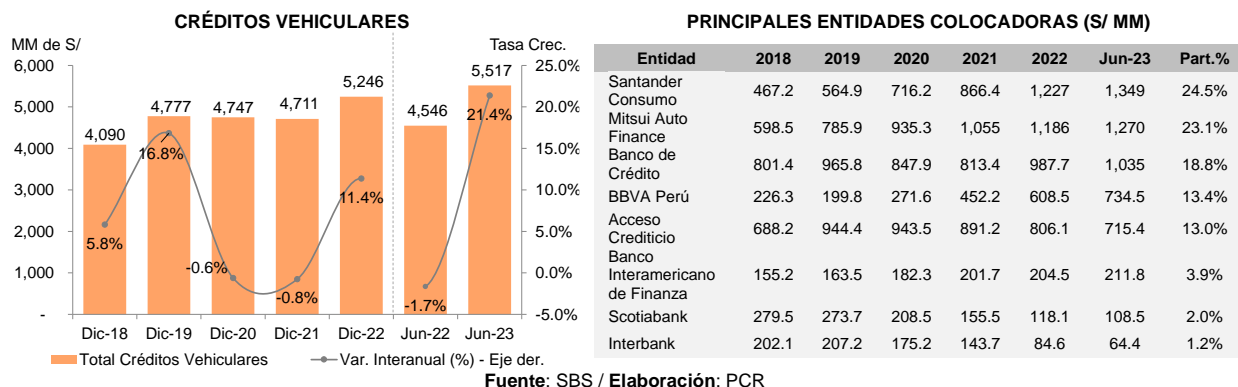 CRÉDITOS VEHICULARES
MM de S/
Tasa Crec.
6,000
5,000
4,000
3,000
2,000
1,000
-
25.0%
20.0%
15.0%
10.0%
5.0%
0.0%
-5.0%
4,090
4,777
4,747
4,711
5,246
4,546
5,517
5.8%
16.8%
-0.6%
-0.8%
11.4%
-1.7%
21.4%
Dic-18 Dic-19 Dic-20 Dic-21 Dic-22 Jun-22 Jun-23
Total Créditos Vehiculares Var. Interanual (%) - Eje der.
PRINCIPALES ENTIDADES COLOCADORAS (S/ MM)
Entidad 2018 2019 2020 2021 2022 Jun-23 Part.%
Santander
Consumo 467.2 564.9 716.2 866.4 1,227 1,349 24.5%
Mitsui Auto
Finance 598.5 785.9 935.3 1,055 1,186 1,270 23.1%
Banco de
Crédito 801.4 965.8 847.9 813.4 987.7 1,035 18.8%
BBVA Perú 226.3 199.8 271.6 452.2 608.5 734.5 13.4%
Acceso
Crediticio 688.2 944.4 943.5 891.2 806.1 715.4 13.0%
Banco
Interamericano 155.2 163.5 182.3 201.7 204.5 211.8 3.9%
de Finanza
Scotiabank 279.5 273.7 208.5 155.5 118.1 108.5 2.0%
Interbank 202.1 207.2 175.2 143.7 84.6 64.4 1.2%
Fuente: SBS / Elaboración: PCR